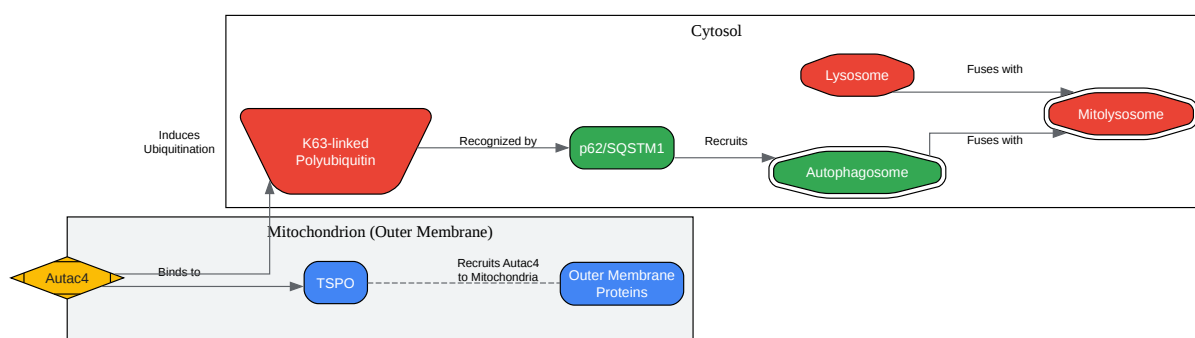 Cytosol
Lysosome
Fuses with
Mitolysosome
Induces
Ubiquitination
K63-linked
Polyubiquitin
Recognized by
p62/SQSTM1
Recruits
Fuses with
Autophagosome
Mitochondrion (Outer Membrane)
Autac4
Binds to
TSPO
Recruits Autac4
to Mitochondria
Outer Membrane
Proteins